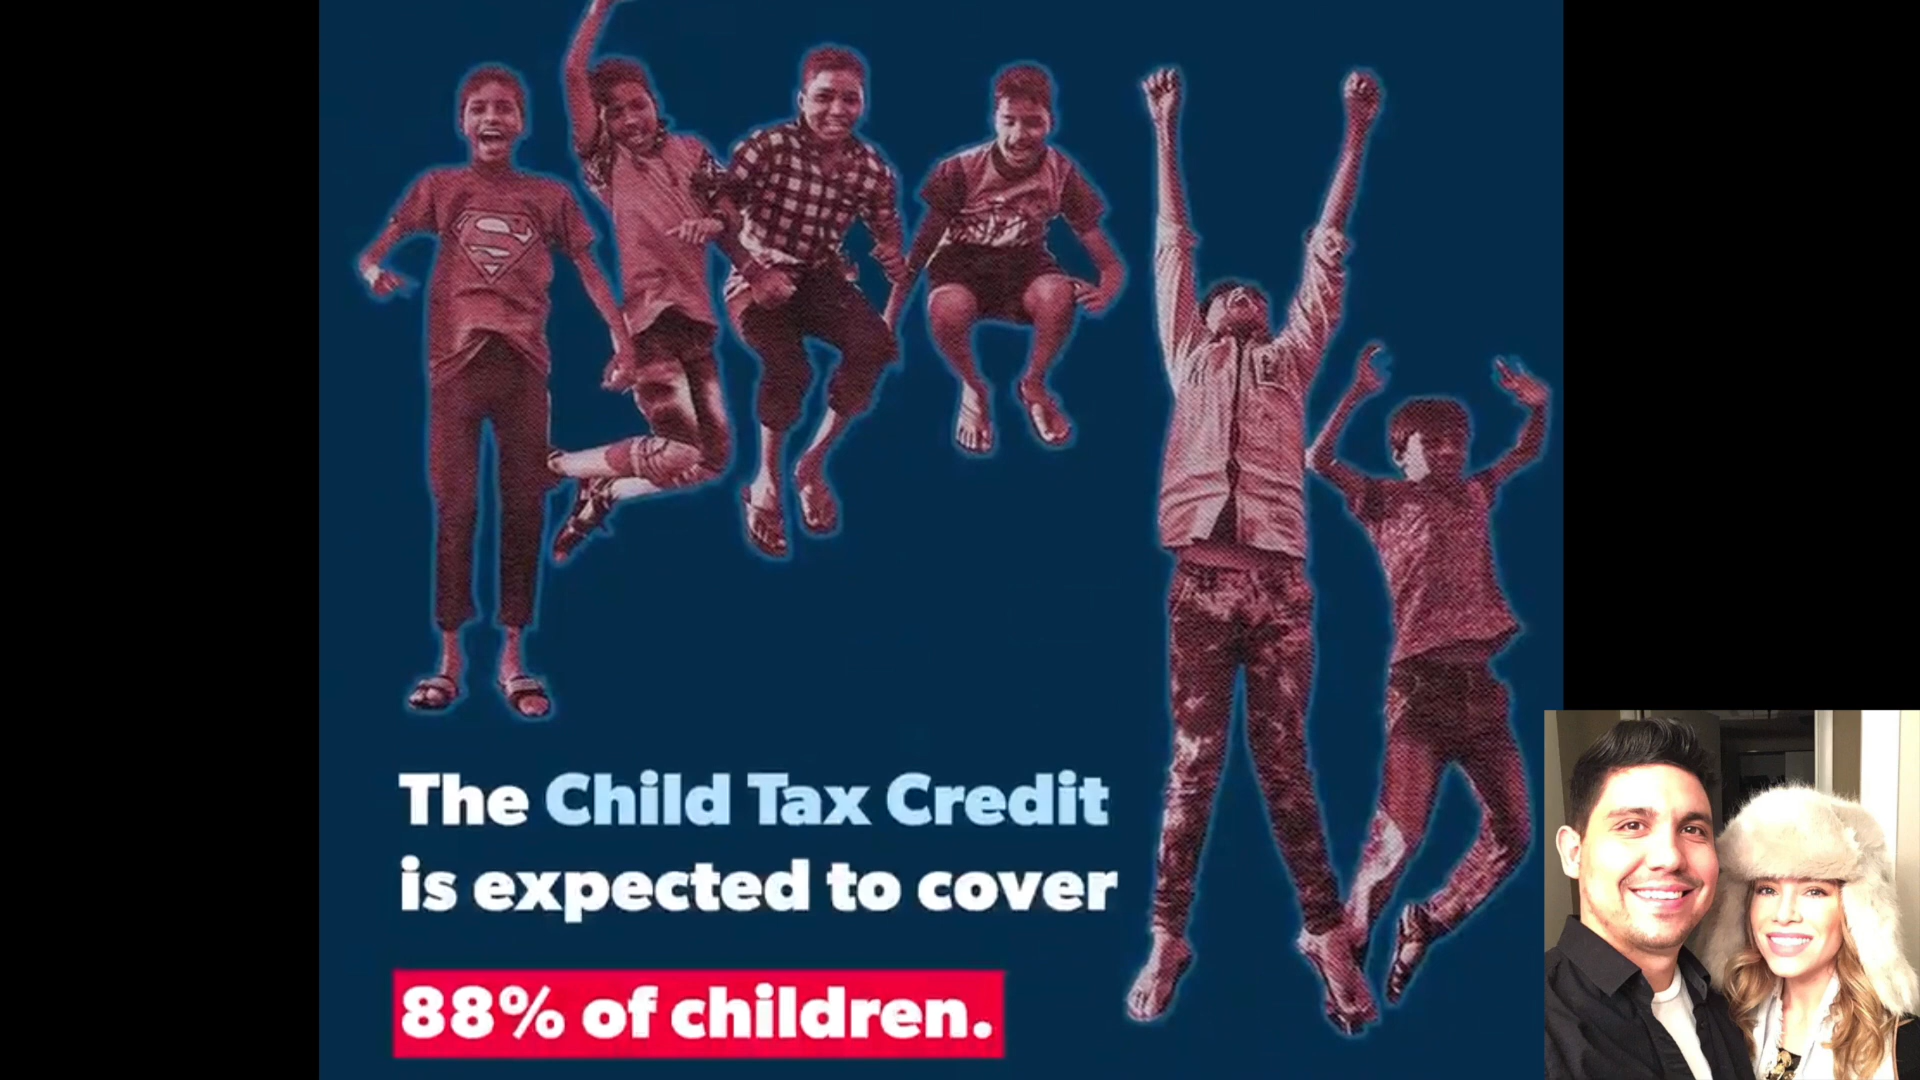 The Child Tax Credit
is expected to cover
88% of children.